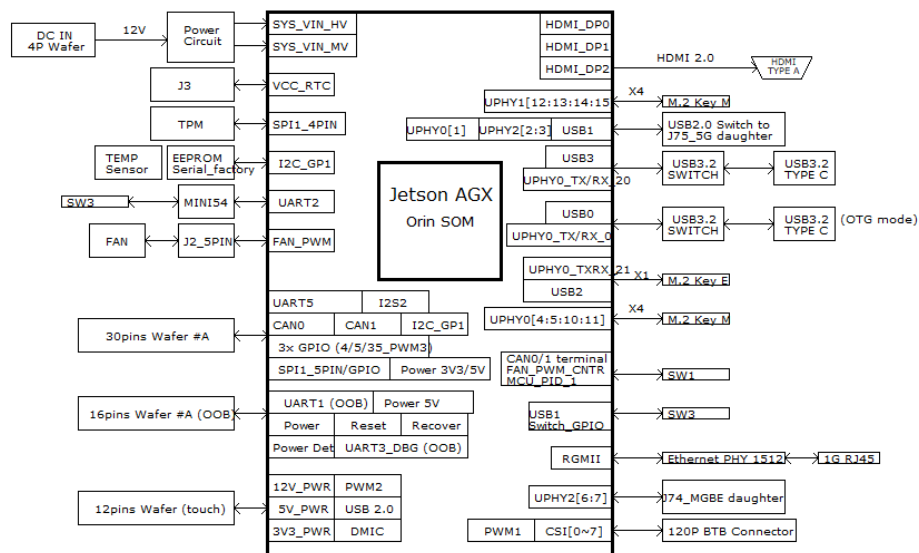 DC IN
4P Wafer
12V
Power
Circuit
SYS_VIN_HV
SYS_VIN_MV
J3
VCC_RTC
TPM
SPI1_4PIN
TEMP
Sensor
EEPROM
Serial_factory
I2C_GP1
SW3
MINI54
UART2
FAN
J2_5PIN
FAN_PWM
30pins Wafer #A
UART5
I2S2
CAN0
CAN1
I2C_GP1
3x GPIO (4/5/35_PWM3)
SPI1_5PIN/GPIO
Power 3V3/5V
16pins Wafer #A (OOB)
UART1 (OOB)
Power 5V
Power
Reset
Recover
Power Det
UART3_DBG (OOB)
12pins Wafer (touch)
12V_PWR
PWM2
5V_PWR
USB 2.0
3V3_PWR
DMIC
Jetson AGX
Orin SOM
HDMI_DP0
HDMI_DP1
HDMI_DP2
HDMI 2.0
HDMI
TYPE A
UPHY1[12:13:14:15
X4
M.2 Key M
UPHY0[1]
UPHY2[2:3]
USB1
USB2.0 Switch to
J75_5G daughter
USB3
UPHY0_TX/RX_20
USB3.2
SWITCH
USB3.2
TYPE C
USB0
UPHY0_TX/RX_0
USB3.2
SWITCH
USB3.2
TYPE C
(OTG mode)
UPHY0_TXRX_21
USB2
X1
M.2 Key E
UPHY0[4:5:10:11]
X4
M.2 Key M
CAN0/1 terminal
FAN_PWM_CNTR
MCU_PID_1
SW1
USB1
Switch_GPIO
SW3
RGMII
Ethernet PHY 1512
1G RJ45
UPHY2[6:7]
J74_MGBE daughter
PWM1
CSI[0~7]
120P BTB Connector